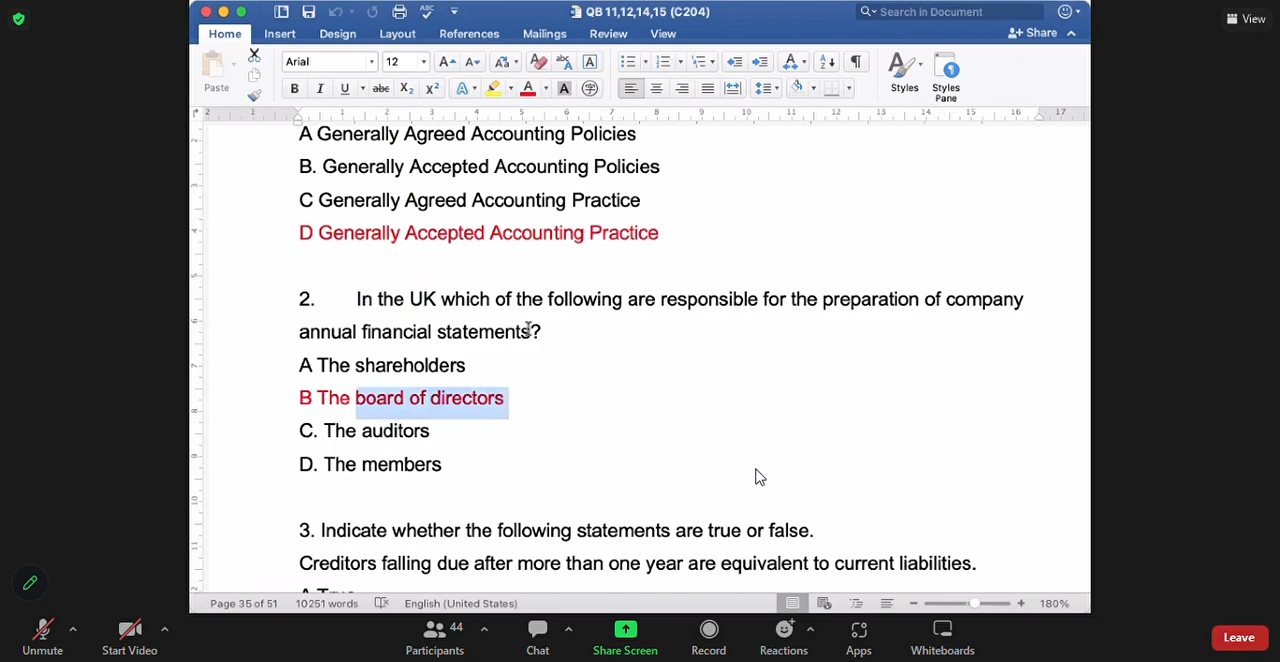 View
QB 11,12,14,15 (C204)
Search in Document
Home Insert Design Layout References Mailings Review View
Share
Paste
Arial 12
Styles Styles Pane
A Generally Agreed Accounting Policies
B. Generally Accepted Accounting Policies
C Generally Agreed Accounting Practice
D Generally Accepted Accounting Practice
2. In the UK which of the following are responsible for the preparation of company
annual financial statements?
A The shareholders
B The board of directors
C. The auditors
D. The members
3. Indicate whether the following statements are true or false.
Creditors falling due after more than one year are equivalent to current liabilities.
A True
Page 35 of 51 10251 words English (United States) 180%
Unmute Start Video Participants 44 Chat Share Screen Record Reactions Apps Whiteboards Leave